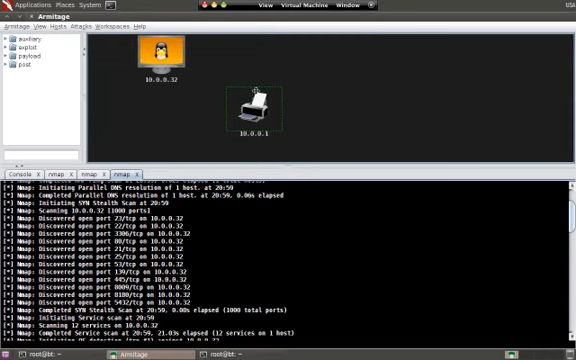 Applications Places System
View Virtual Machine Window
USA
Armitage
Armitage View Hosts Attacks Workspaces Help
auxiliary
exploit
payload
post
10.0.0.32
10.0.0.1
Console X nmap X nmap X nmap X
[*] Nmap: Initiating Parallel DNS resolution of 1 host. at 20:59
[*] Nmap: Completed Parallel DNS resolution of 1 host. at 20:59, 0.06s elapsed
[*] Nmap: Initiating SYN Stealth Scan at 20:59
[*] Nmap: Scanning 10.0.0.32 [1000 ports]
[*] Nmap: Discovered open port 23/tcp on 10.0.0.32
[*] Nmap: Discovered open port 22/tcp on 10.0.0.32
[*] Nmap: Discovered open port 3306/tcp on 10.0.0.32
[*] Nmap: Discovered open port 80/tcp on 10.0.0.32
[*] Nmap: Discovered open port 21/tcp on 10.0.0.32
[*] Nmap: Discovered open port 25/tcp on 10.0.0.32
[*] Nmap: Discovered open port 53/tcp on 10.0.0.32
[*] Nmap: Discovered open port 139/tcp on 10.0.0.32
[*] Nmap: Discovered open port 445/tcp on 10.0.0.32
[*] Nmap: Discovered open port 8009/tcp on 10.0.0.32
[*] Nmap: Discovered open port 8180/tcp on 10.0.0.32
[*] Nmap: Discovered open port 5432/tcp on 10.0.0.32
[*] Nmap: Completed SYN Stealth Scan at 20:59, 0.08s elapsed (1000 total ports)
[*] Nmap: Initiating Service scan at 20:59
[*] Nmap: Scanning 12 services on 10.0.0.32
[*] Nmap: Completed Service scan at 20:59, 21.03s elapsed (12 services on 1 host)
root@bt: ~ Armitage root@bt: ~